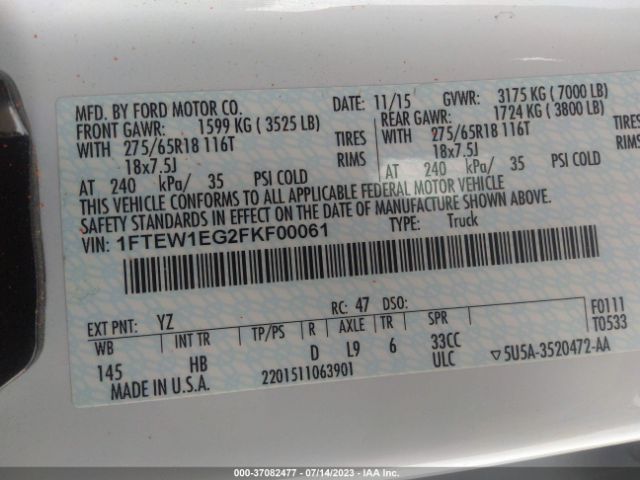 MFD. BY FORD MOTOR CO. DATE: 11/15 GVWR: 3175 KG ( 7000 LB)
FRONT GAWR: 1599 KG ( 3525 LB) REAR GAWR: 1724 KG ( 3800 LB)
WITH 275/65R18 116T TIRES WITH 275/65R18 116T TIRES
18x7.5J RIMS 18x7.5J RIMS
AT 240 kPa/ 35 PSI COLD AT 240 kPa/ 35 PSI COLD
THIS VEHICLE CONFORMS TO ALL APPLICABLE FEDERAL MOTOR VEHICLE
SAFETY STANDARDS IN EFFECT ON THE DATE OF MANUFACTURE SHOWN ABOVE.
VIN: 1FTEW1EG2FKF00061 TYPE: Truck
EXT PNT: YZ RC: 47 DSO: F0111
WB INT TR TP/PS R AXLE TR SPR T0533
145 HB D L9 6 33CC
MADE IN U.S.A. 2201511063901 ULC ▽5U5A-3520472-AA
000-37082477 - 07/14/2023 - IAA Inc.